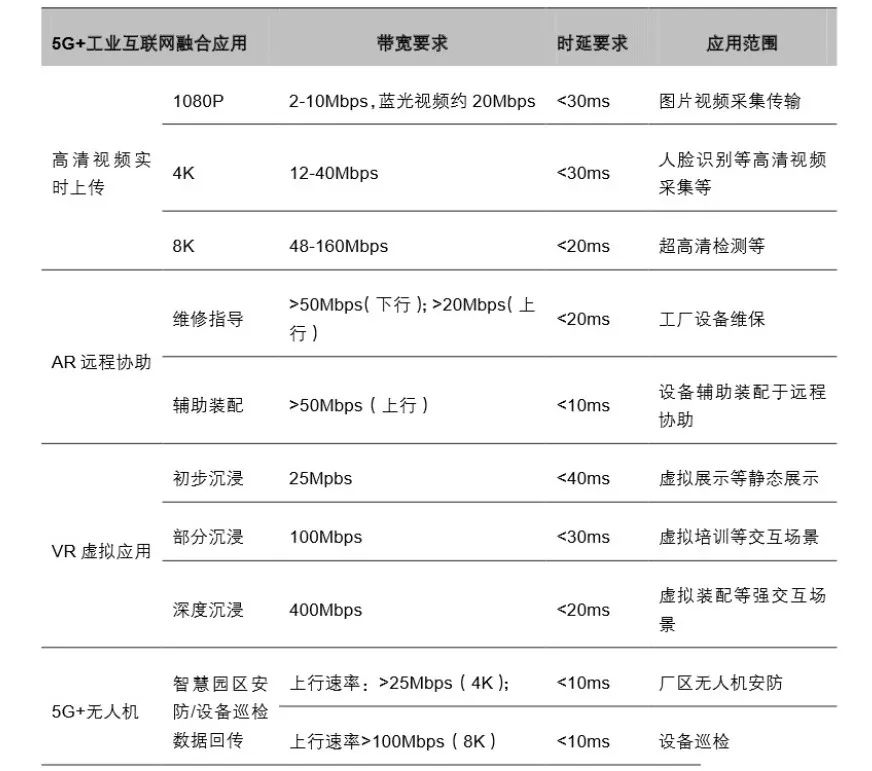 5G+工业互联网融合应用 带宽要求 时延要求 应用范围
1080P 2-10Mbps,蓝光视频约 20Mbps <30ms 图片视频采集传输
高清视频实
时上传
4K 12-40Mbps <30ms 人脸识别等高清视频
采集等
8K 48-160Mbps <20ms 超高清检测等
AR 远程协助
维修指导 >50Mbps(下行); >20Mbps(上
行) <20ms 工厂设备维保
辅助装配 >50Mbps(上行) <10ms 设备辅助装配于远程
协助
VR 虚拟应用
初步沉浸 25Mpbs <40ms 虚拟展示等静态展示
部分沉浸 100Mbps <30ms 虚拟培训等交互场景
深度沉浸 400Mbps <20ms 虚拟装配等强交互场
景
5G+无人机
智慧园区安
防/设备巡检
数据回传
上行速率：>25Mbps(4K); <10ms 厂区无人机安防
上行速率>100Mbps(8K) <10ms 设备巡检